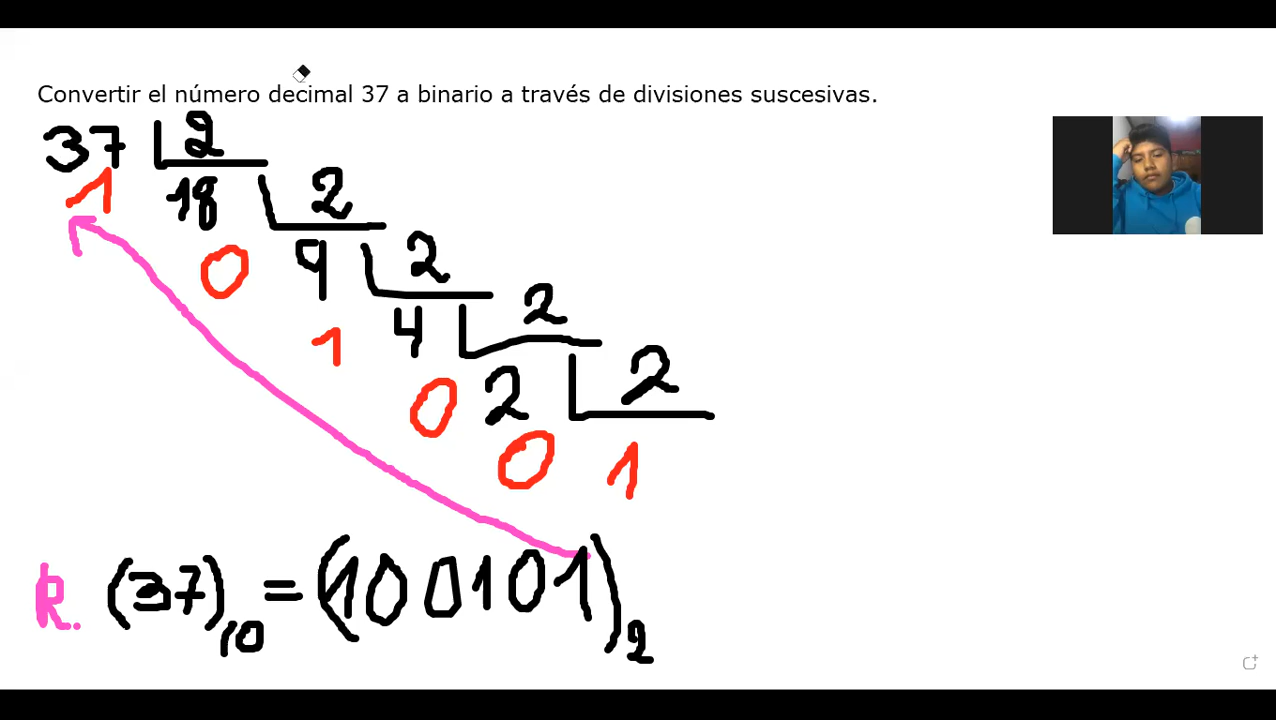 Convertir el número decimal 37 a binario a través de divisiones suscesivas.
37 2
1 18 2
0 9 2
1 4 2
0 2 2
0 1
R. (37)10 = (100101)2